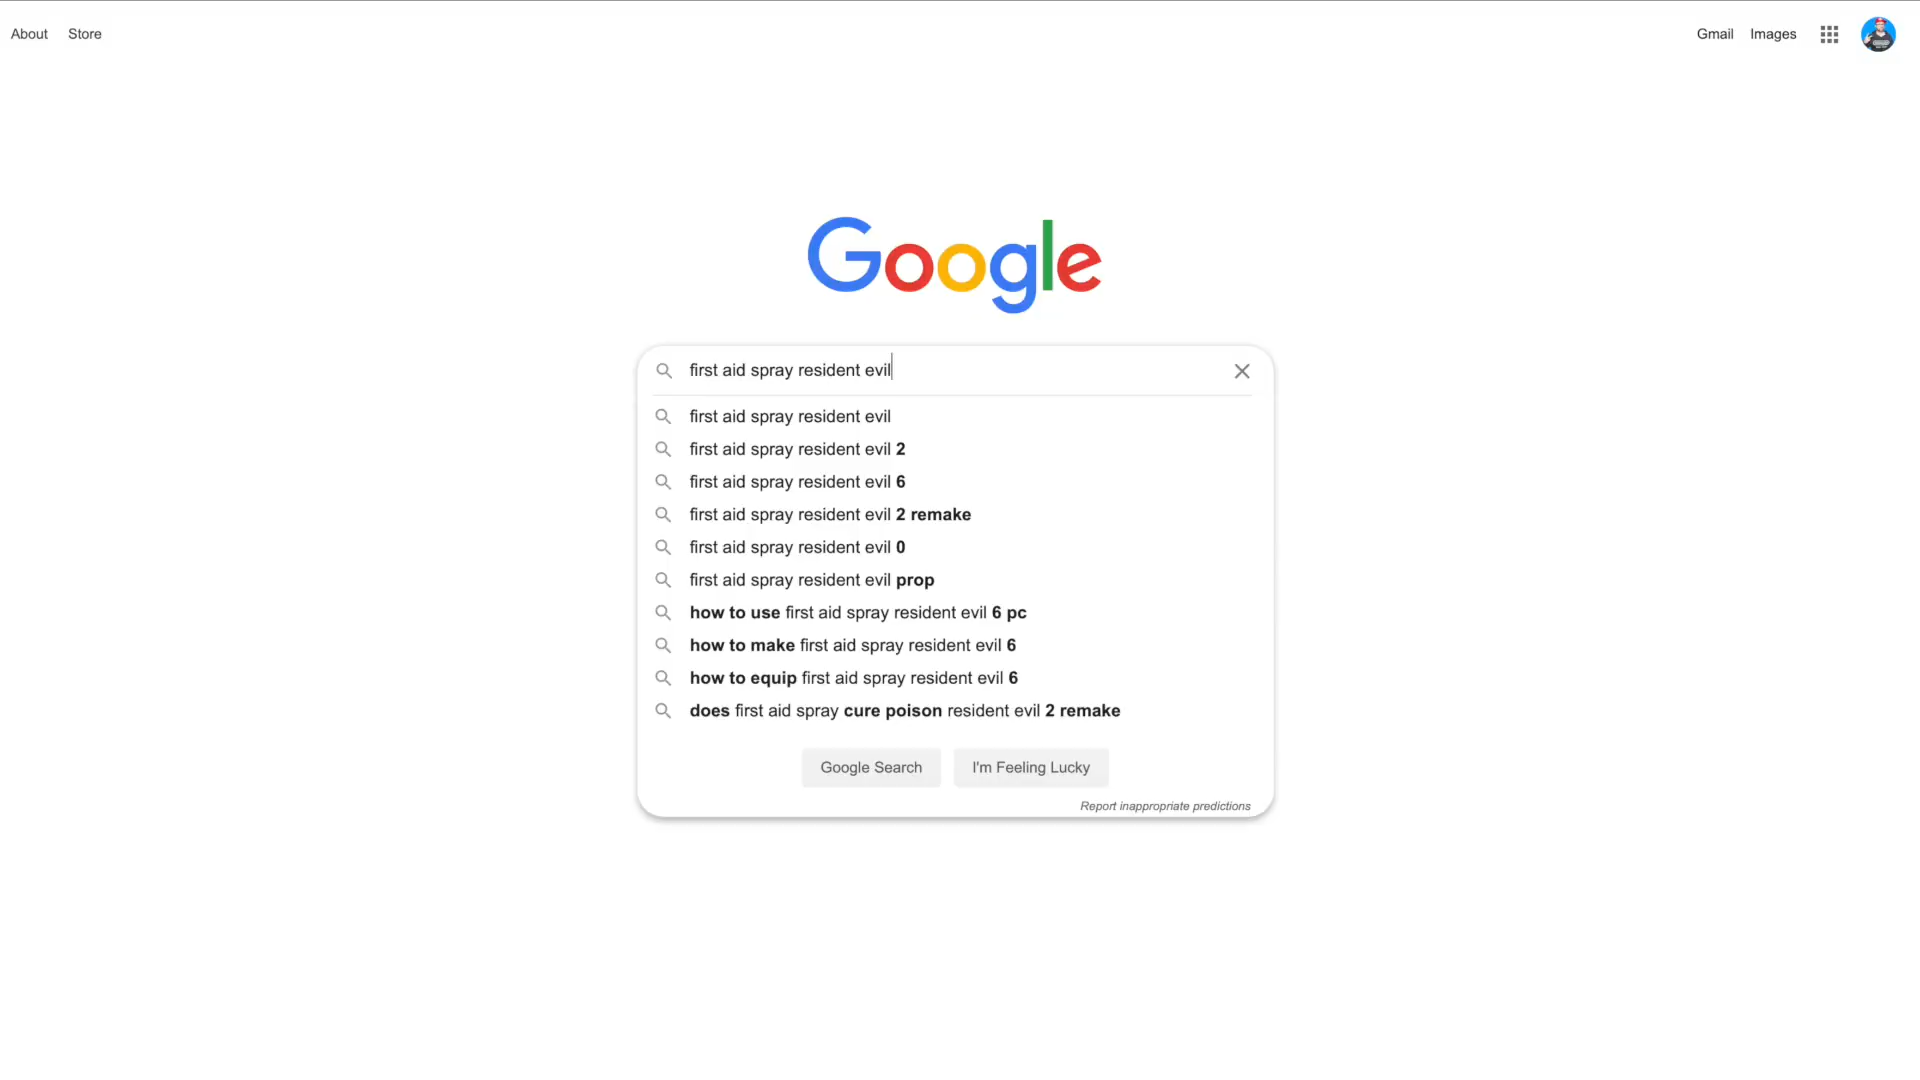 About Store
Gmail Images
Google
first aid spray resident evil
first aid spray resident evil
first aid spray resident evil 2
first aid spray resident evil 6
first aid spray resident evil 2 remake
first aid spray resident evil 0
first aid spray resident evil prop
how to use first aid spray resident evil 6 pc
how to make first aid spray resident evil 6
how to equip first aid spray resident evil 6
does first aid spray cure poison resident evil 2 remake
Google Search I'm Feeling Lucky
Report inappropriate predictions